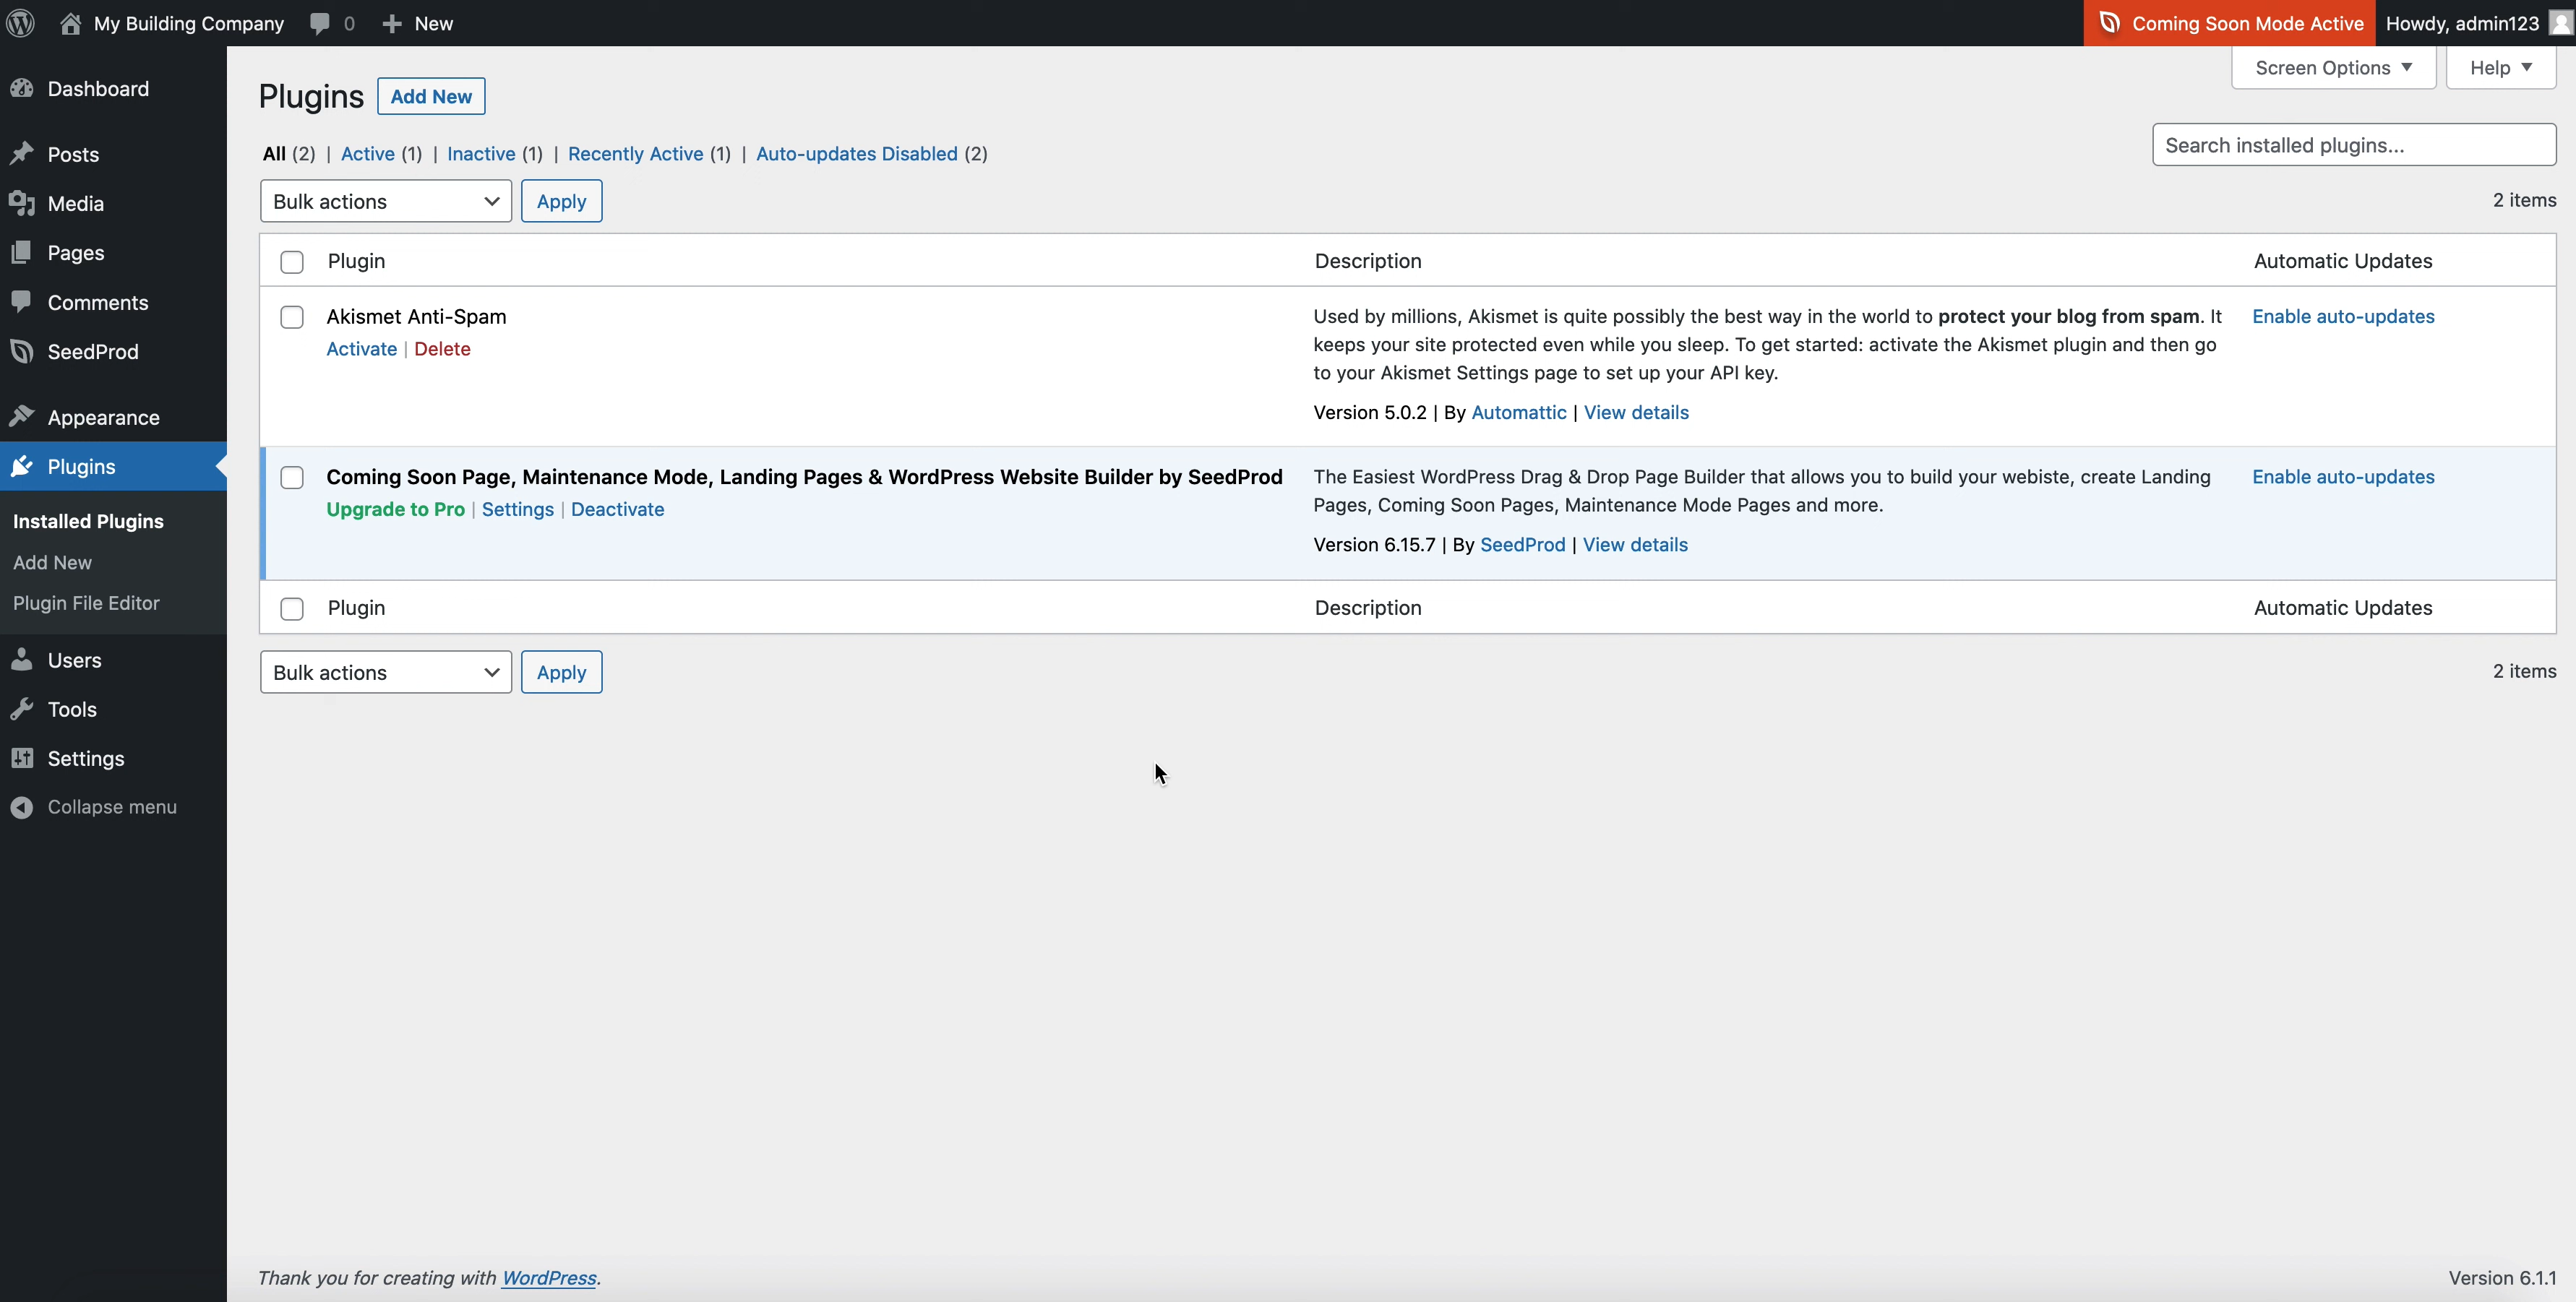 My Building Company 0 New Coming Soon Mode Active Howdy, admin123
Screen Options Help
Dashboard
Posts
Media
Pages
Comments
SeedProd
Appearance
Plugins
Installed Plugins
Add New
Plugin File Editor
Users
Tools
Settings
Collapse menu
Plugins Add New
All (2) | Active (1) | Inactive (1) | Recently Active (1) | Auto-updates Disabled (2)
Search installed plugins...
Bulk actions Apply 2 items
Plugin Description Automatic Updates
Akismet Anti-Spam
Activate | Delete
Used by millions, Akismet is quite possibly the best way in the world to protect your blog from spam. It
keeps your site protected even while you sleep. To get started: activate the Akismet plugin and then go
to your Akismet Settings page to set up your API key.
Version 5.0.2 | By Automattic | View details
Enable auto-updates
Coming Soon Page, Maintenance Mode, Landing Pages & WordPress Website Builder by SeedProd
Upgrade to Pro | Settings | Deactivate
The Easiest WordPress Drag & Drop Page Builder that allows you to build your webiste, create Landing
Pages, Coming Soon Pages, Maintenance Mode Pages and more.
Version 6.15.7 | By SeedProd | View details
Enable auto-updates
Plugin Description Automatic Updates
Bulk actions Apply 2 items
Thank you for creating with WordPress. Version 6.1.1